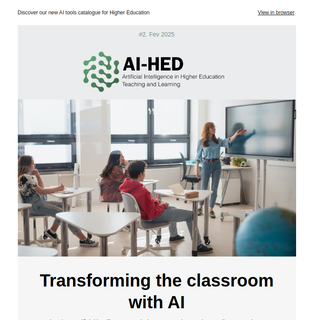 Discover our new AI tools catalogue for Higher Education
View in browser
#2. Fev 2025
AI-HED
Artificial Intelligence in Higher Education
Teaching and Learning
Transforming the classroom
with AI